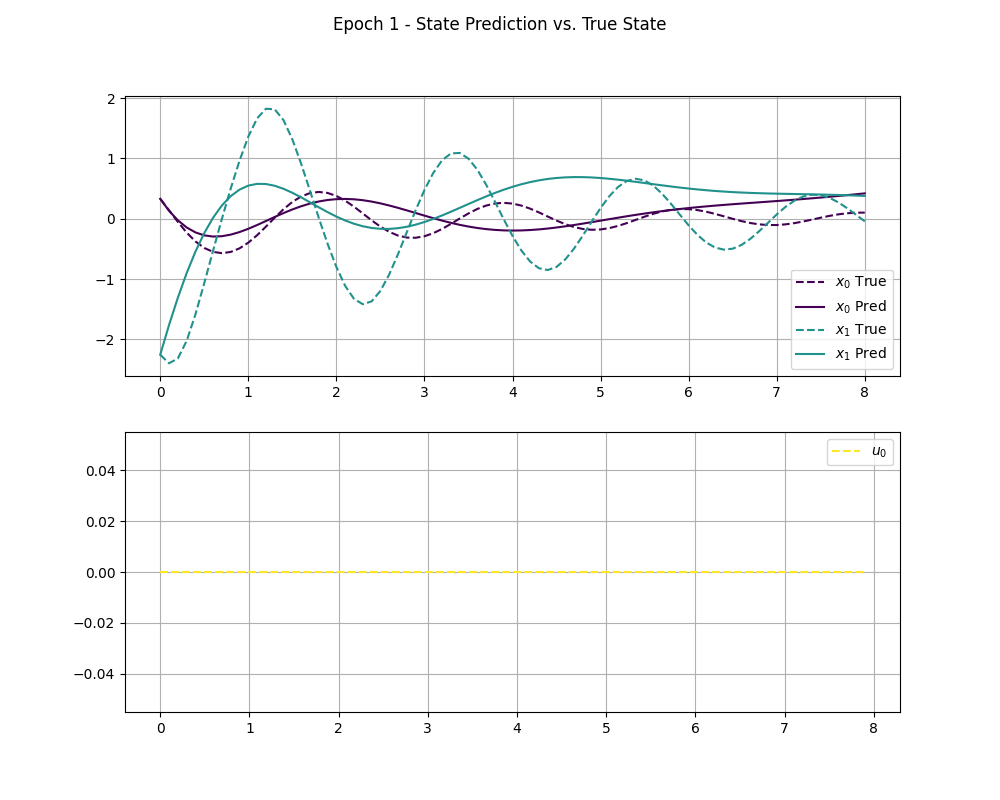 Epoch 1 - State Prediction vs. True State
2
1
0
−1
−2
x₀ True
x₀ Pred
x₁ True
x₁ Pred
0 1 2 3 4 5 6 7 8
0.04
0.02
0.00
−0.02
−0.04
u₀
0 1 2 3 4 5 6 7 8